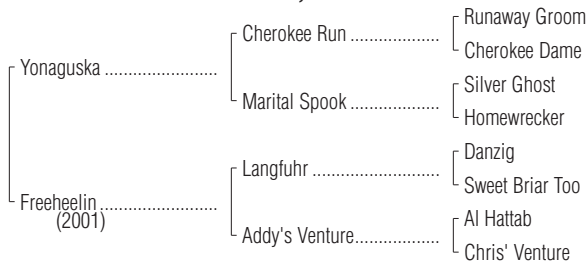 Runaway Groom
Cherokee Run ....................
Cherokee Dame
Yonaguska .........................
Silver Ghost
Marital Spook ....................
Homewrecker
Danzig
Langfuhr ............................
Sweet Briar Too
Freeheelin .........................
(2001)
Al Hattab
Addy's Venture...................
Chris' Venture